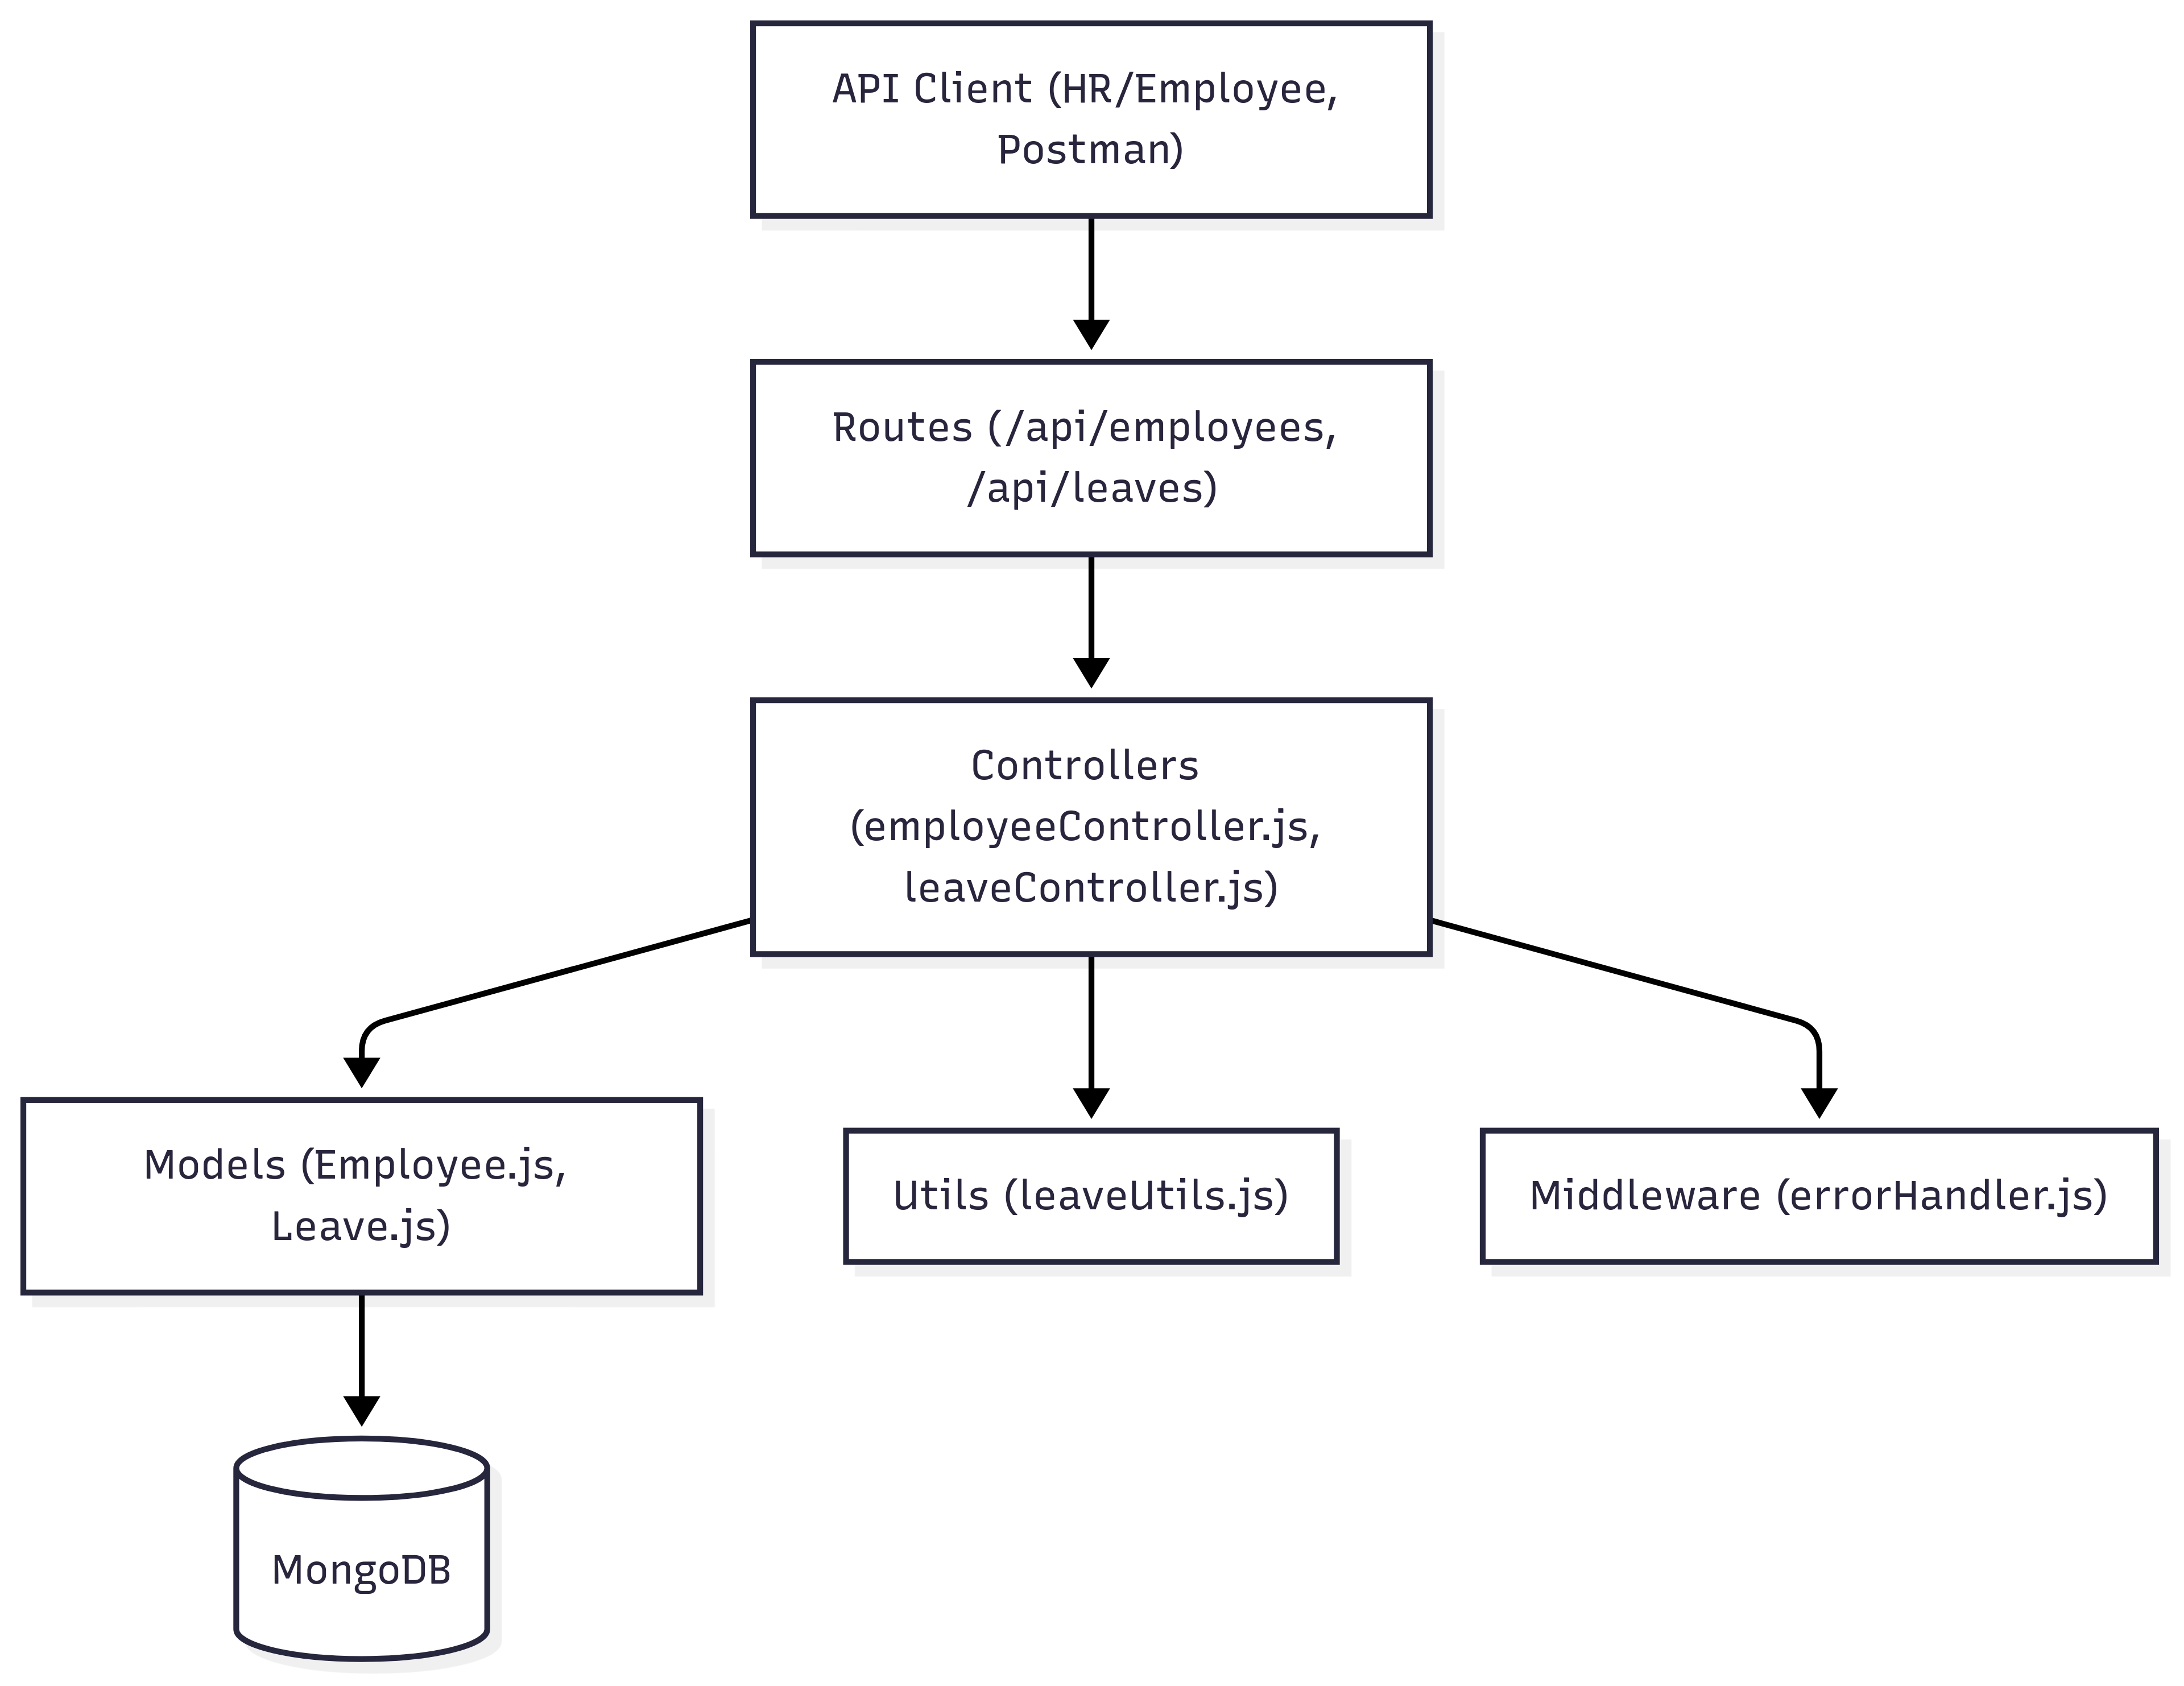 API Client (HR/Employee,
Postman)
Routes (/api/employees,
/api/leaves)
Controllers
(employeeController.js,
leaveController.js)
Models (Employee.js,
Leave.js)
Utils (leaveUtils.js)
Middleware (errorHandler.js)
MongoDB